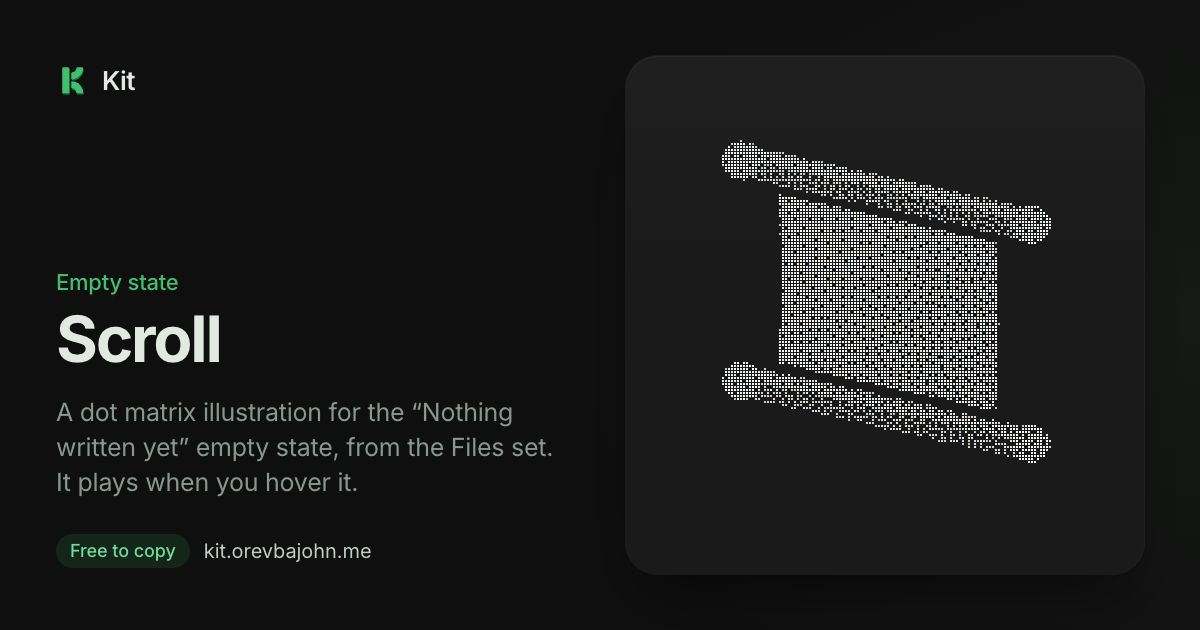 Kit
Empty state
Scroll
A dot matrix illustration for the “Nothing
written yet” empty state, from the Files set.
It plays when you hover it.
Free to copy
kit.orevbajohn.me